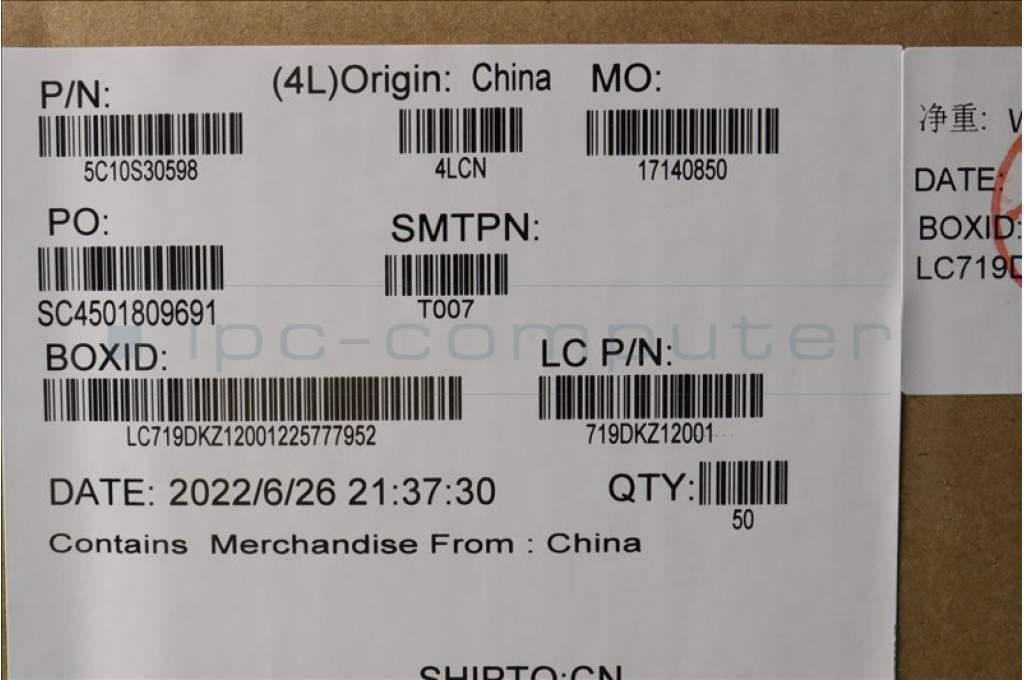 P/N:
5C10S30598
(4L)Origin: China
4LCN
MO:
17140850
PO:
SC4501809691
SMTPN:
T007
ipc-computer
BOXID:
LC719DKZ12001225777952
LC P/N:
719DKZ12001
DATE: 2022/6/26 21:37:30
QTY:
50
Contains Merchandise From : China
SHIPTO:CN
净重:
DATE:
BOXID:
LC719D